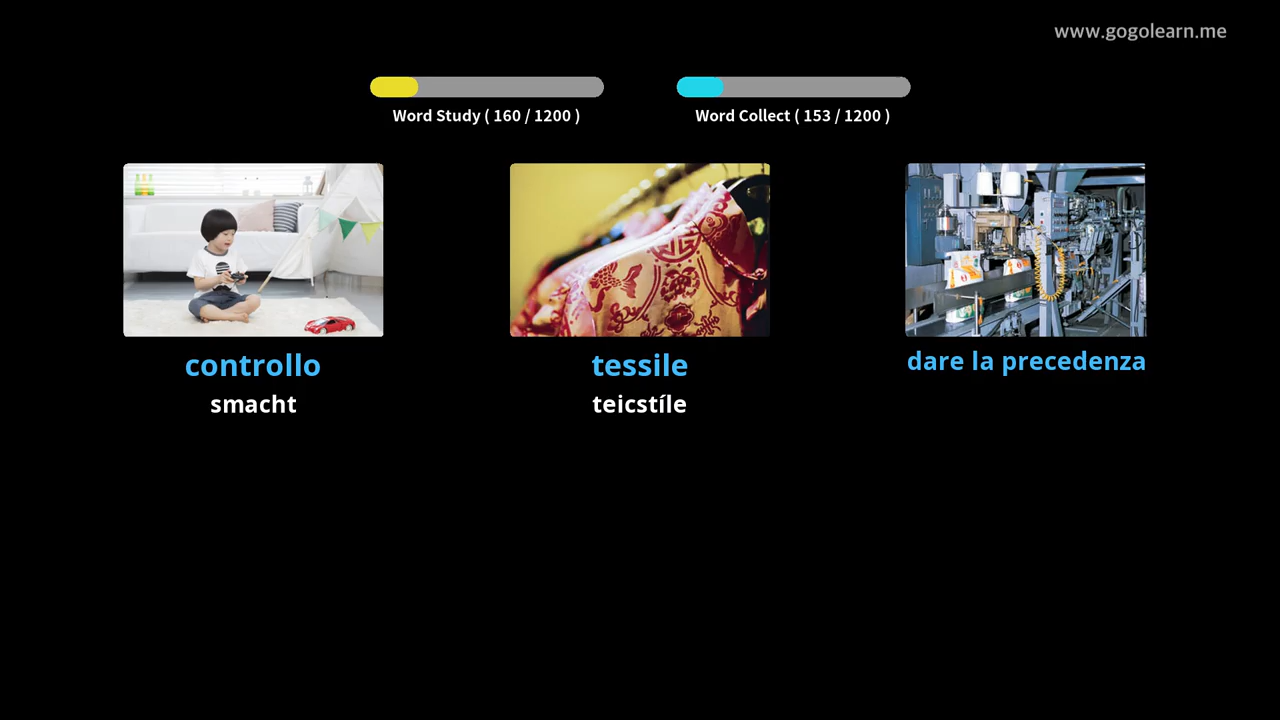 www.gogolearn.me
Word Study ( 160 / 1200 )
Word Collect ( 153 / 1200 )
controllo
smacht
tessile
teicstíle
dare la precedenza